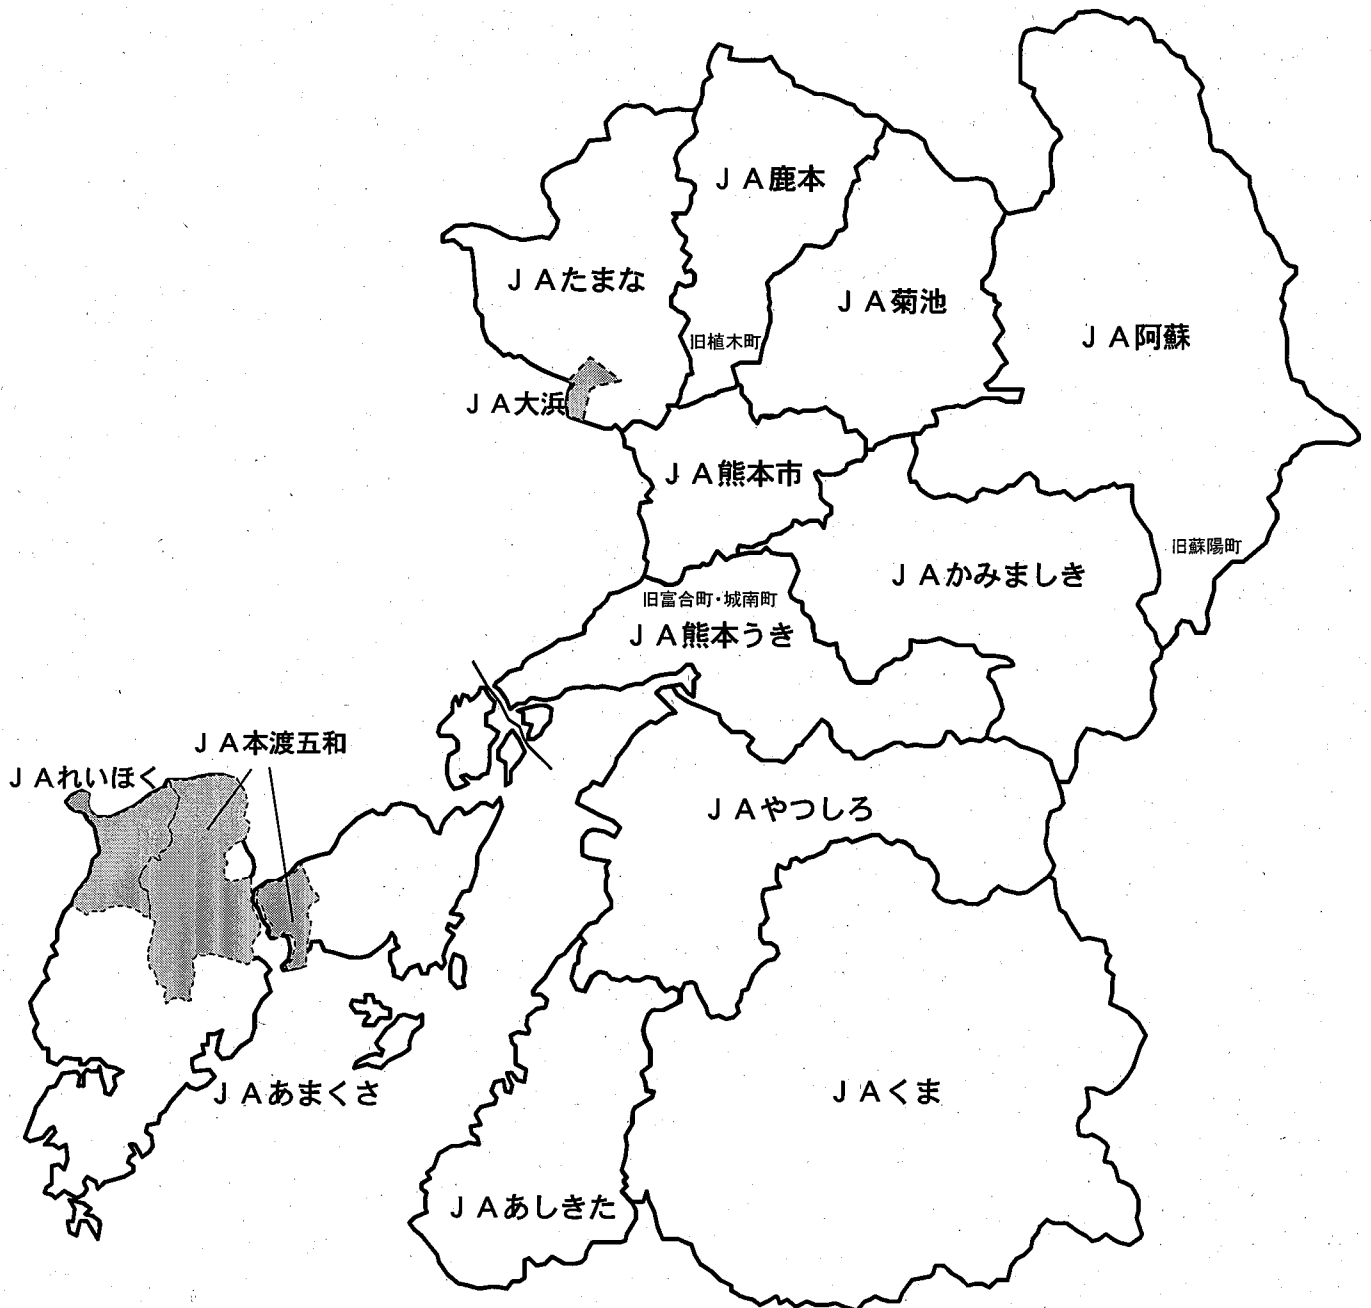 ＪＡ鹿本
ＪＡたまな
ＪＡ菊池
ＪＡ阿蘇
旧植木町
ＪＡ大浜
ＪＡ熊本市
旧蘇陽町
ＪＡかみましき
旧富合町・城南町
ＪＡ熊本うき
ＪＡ本渡五和
ＪＡれいほく
ＪＡやつしろ
ＪＡあまくさ
ＪＡくま
ＪＡあしきた